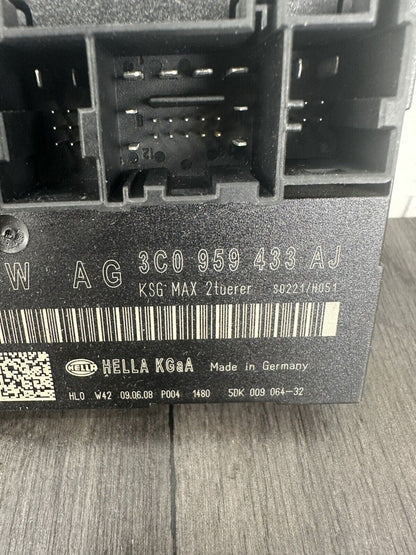 W AG 3C0 959 433 AJ
KSG MAX 2tuerer S0221/H051
HELLA HELLA KGaA Made in Germany
HLO W42 09.06.08 P004 1480 5DK 009 064-32